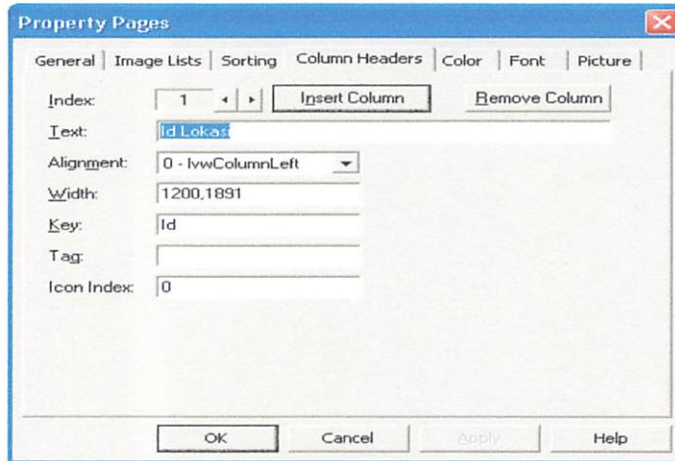 Property Pages
General Image Lists Sorting Column Headers Color Font Picture
Index: 1 Insert Column Remove Column
Text: Id Lokasi
Alignment: 0 - lvwColumnLeft
Width: 1200,1891
Key: Id
Tag:
Icon Index: 0
OK Cancel Apply Help